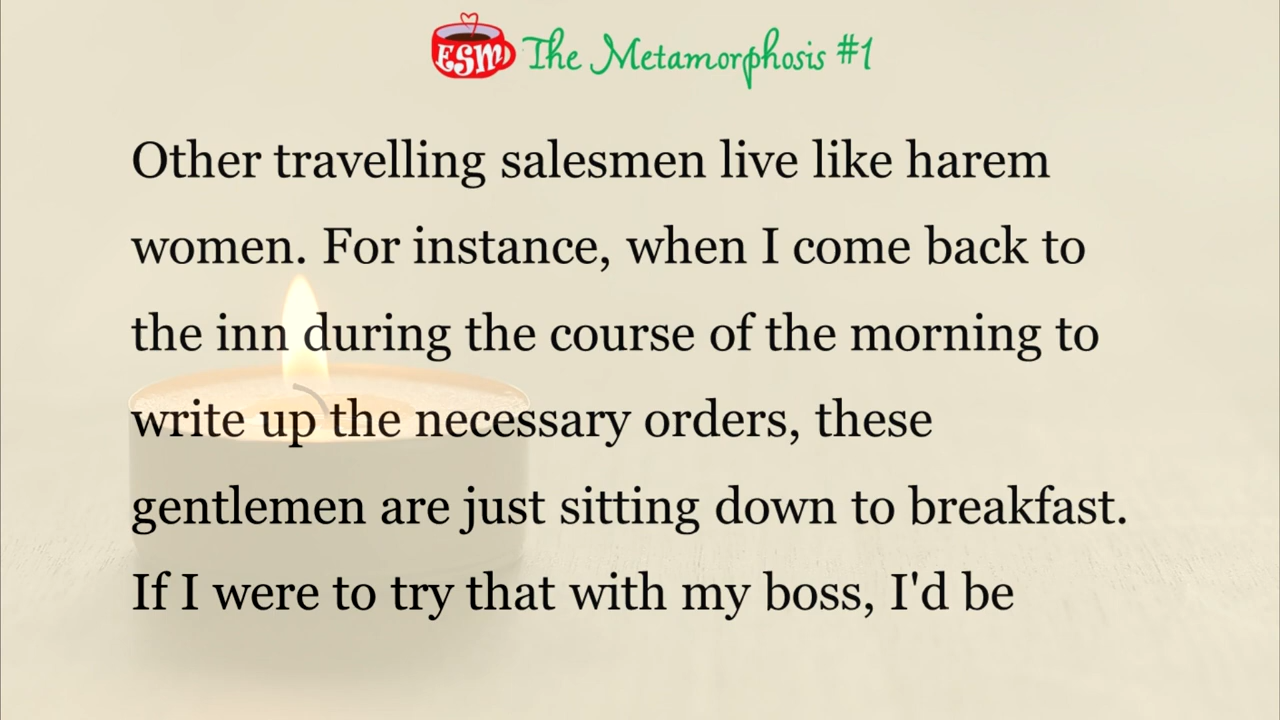 ESM The Metamorphosis #1
Other travelling salesmen live like harem
women. For instance, when I come back to
the inn during the course of the morning to
write up the necessary orders, these
gentlemen are just sitting down to breakfast.
If I were to try that with my boss, I'd be